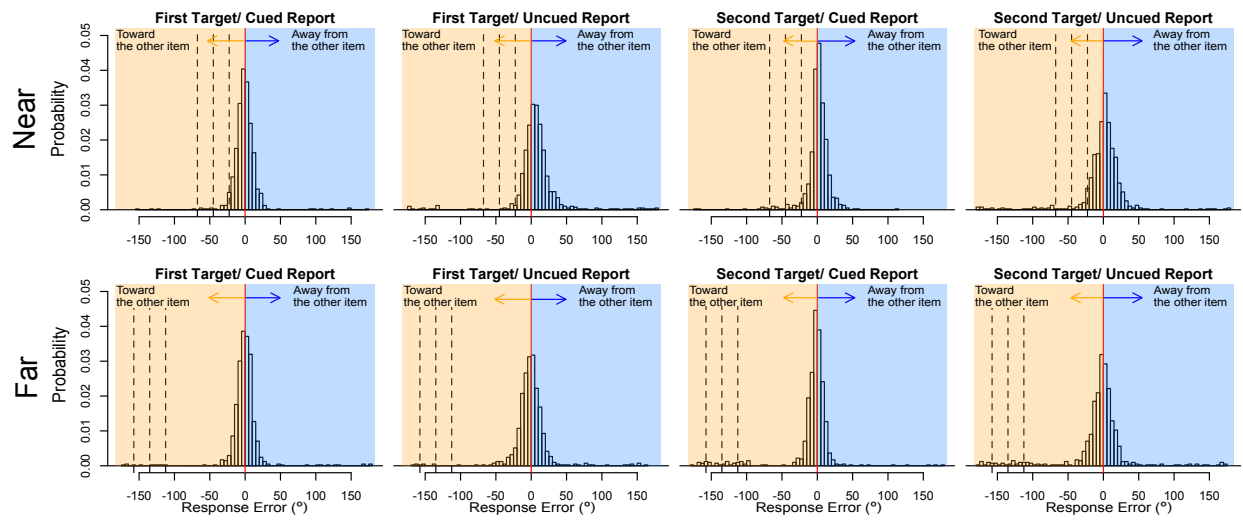 First Target/ Cued Report
First Target/ Uncued Report
Second Target/ Cued Report
Second Target/ Uncued Report
Toward
the other item
Away from
the other item
Toward
the other item
Away from
the other item
Toward
the other item
Away from
the other item
Toward
the other item
Away from
the other item
Near
Probability
0.00 0.01 0.02 0.03 0.04 0.05
-150 -100 -50 0 50 100 150
-150 -100 -50 0 50 100 150
-150 -100 -50 0 50 100 150
-150 -100 -50 0 50 100 150
First Target/ Cued Report
First Target/ Uncued Report
Second Target/ Cued Report
Second Target/ Uncued Report
Toward
the other item
Away from
the other item
Toward
the other item
Away from
the other item
Toward
the other item
Away from
the other item
Toward
the other item
Away from
the other item
Far
Probability
0.00 0.01 0.02 0.03 0.04 0.05
-150 -100 -50 0 50 100 150
-150 -100 -50 0 50 100 150
-150 -100 -50 0 50 100 150
-150 -100 -50 0 50 100 150
Response Error (º)
Response Error (º)
Response Error (º)
Response Error (º)